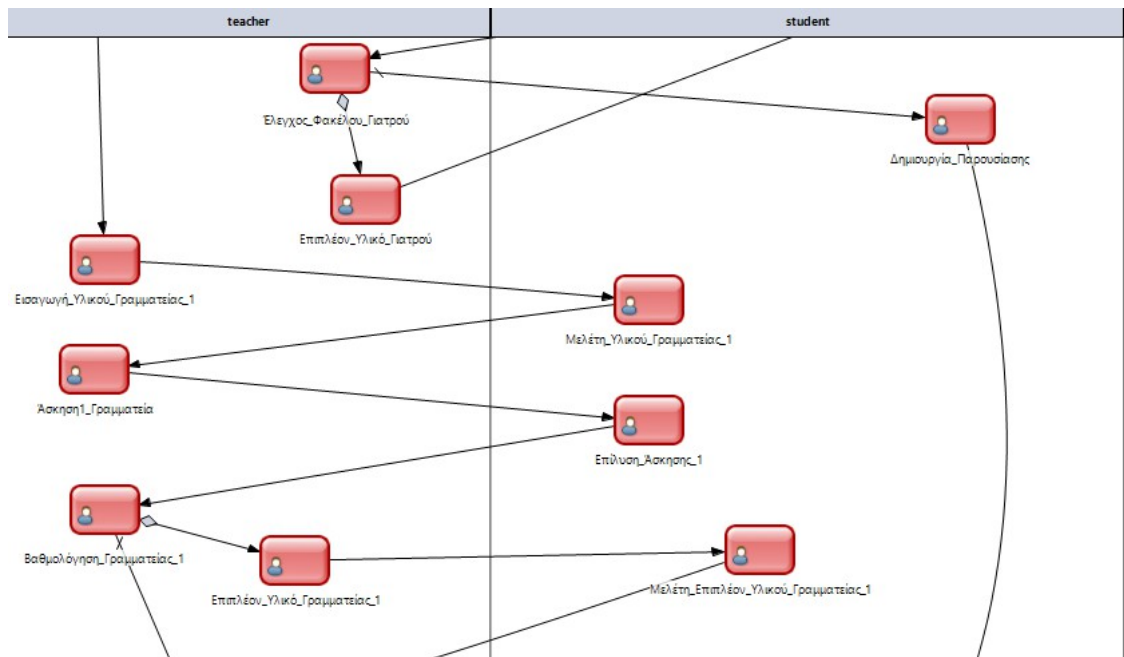 teacher
student
Έλεγχος_Φακέλου_Γιατρού
Δημιουργία_Παρουσίασης
Επιπλέον_Υλικό_Γιατρού
Εισαγωγή_Υλικού_Γραμματείας_1
Μελέτη_Υλικού_Γραμματείας_1
Άσκηση1_Γραμματεία
Επίλυση_Άσκησης_1
Βαθμολόγηση_Γραμματείας_1
Επιπλέον_Υλικό_Γραμματείας_1
Μελέτη_Επιπλέον_Υλικού_Γραμματείας_1